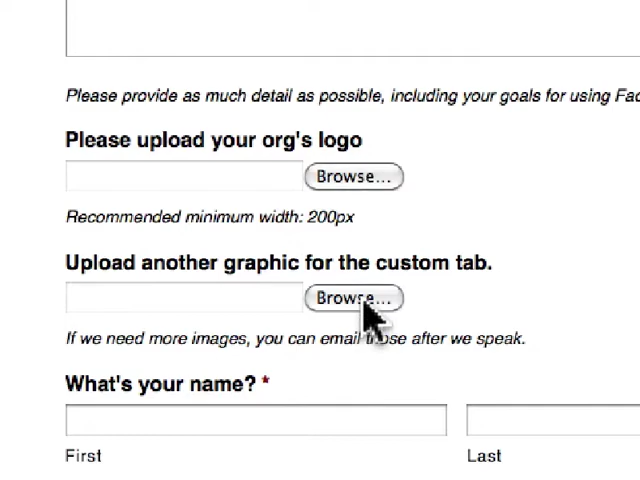 Please provide as much detail as possible, including your goals for using
Please upload your org's logo
Browse...
Recommended minimum width: 200px
Upload another graphic for the custom tab.
Browse...
If we need more images, you can email those after we speak.
What's your name? *
First Last